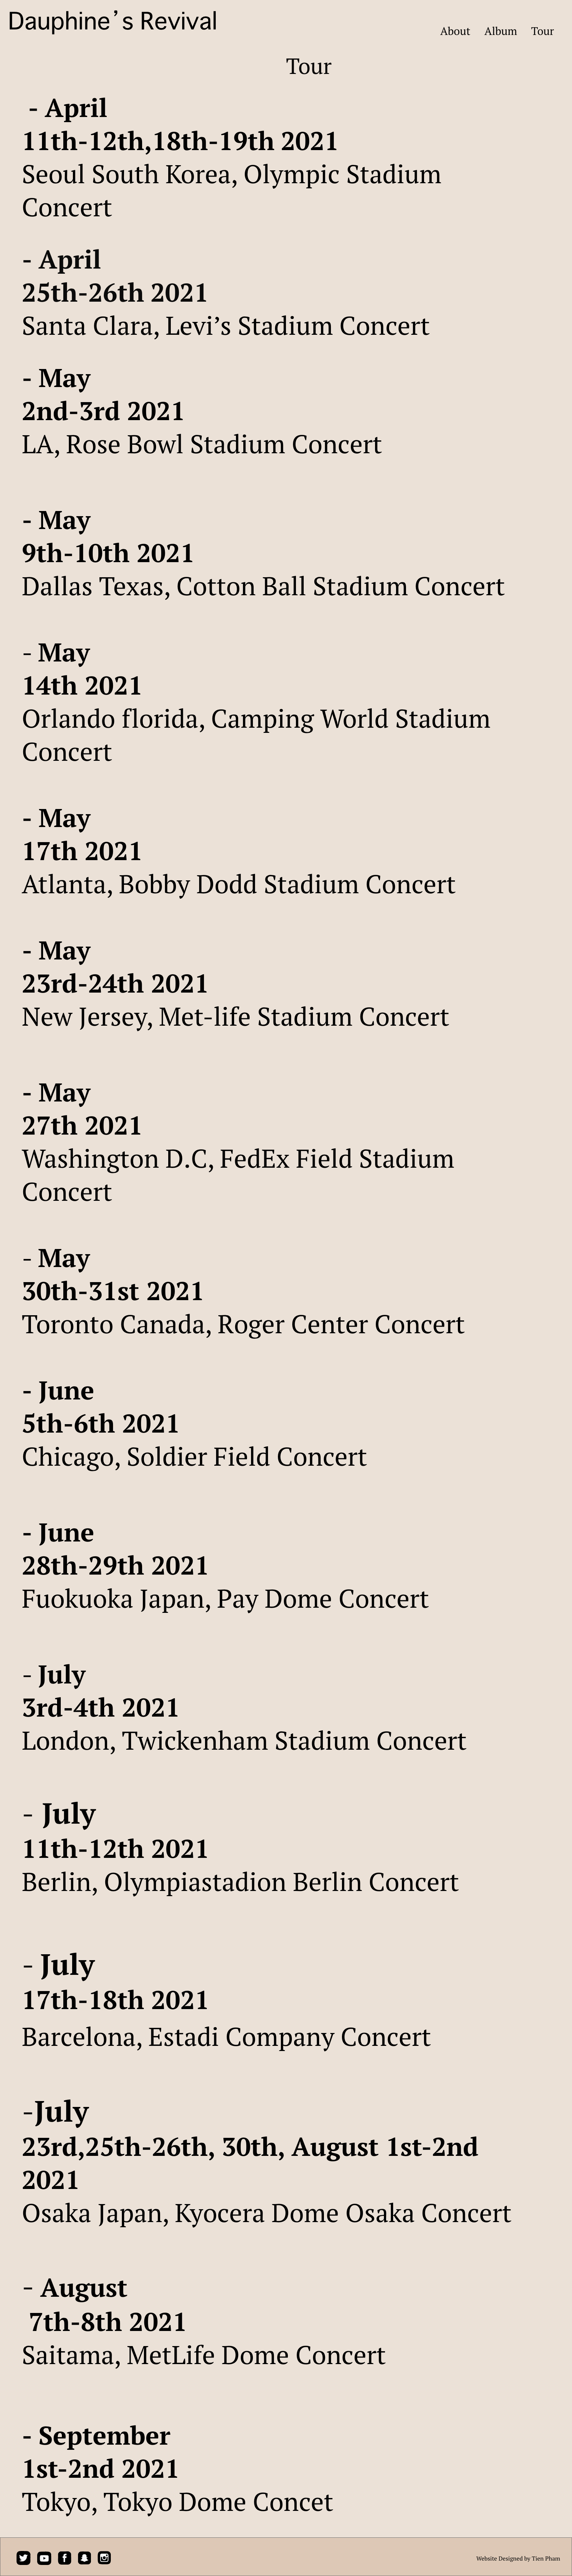 Dauphine's Revival
About Album Tour
Tour
- April
11th-12th,18th-19th 2021
Seoul South Korea, Olympic Stadium
Concert
- April
25th-26th 2021
Santa Clara, Levi’s Stadium Concert
- May
2nd-3rd 2021
LA, Rose Bowl Stadium Concert
- May
9th-10th 2021
Dallas Texas, Cotton Ball Stadium Concert
- May
14th 2021
Orlando florida, Camping World Stadium
Concert
- May
17th 2021
Atlanta, Bobby Dodd Stadium Concert
- May
23rd-24th 2021
New Jersey, Met-life Stadium Concert
- May
27th 2021
Washington D.C, FedEx Field Stadium
Concert
- May
30th-31st 2021
Toronto Canada, Roger Center Concert
- June
5th-6th 2021
Chicago, Soldier Field Concert
- June
28th-29th 2021
Fuokuoka Japan, Pay Dome Concert
- July
3rd-4th 2021
London, Twickenham Stadium Concert
- July
11th-12th 2021
Berlin, Olympiastadion Berlin Concert
- July
17th-18th 2021
Barcelona, Estadi Company Concert
-July
23rd,25th-26th, 30th, August 1st-2nd
2021
Osaka Japan, Kyocera Dome Osaka Concert
- August
7th-8th 2021
Saitama, MetLife Dome Concert
- September
1st-2nd 2021
Tokyo, Tokyo Dome Concet
Website Designed by Tien Pham